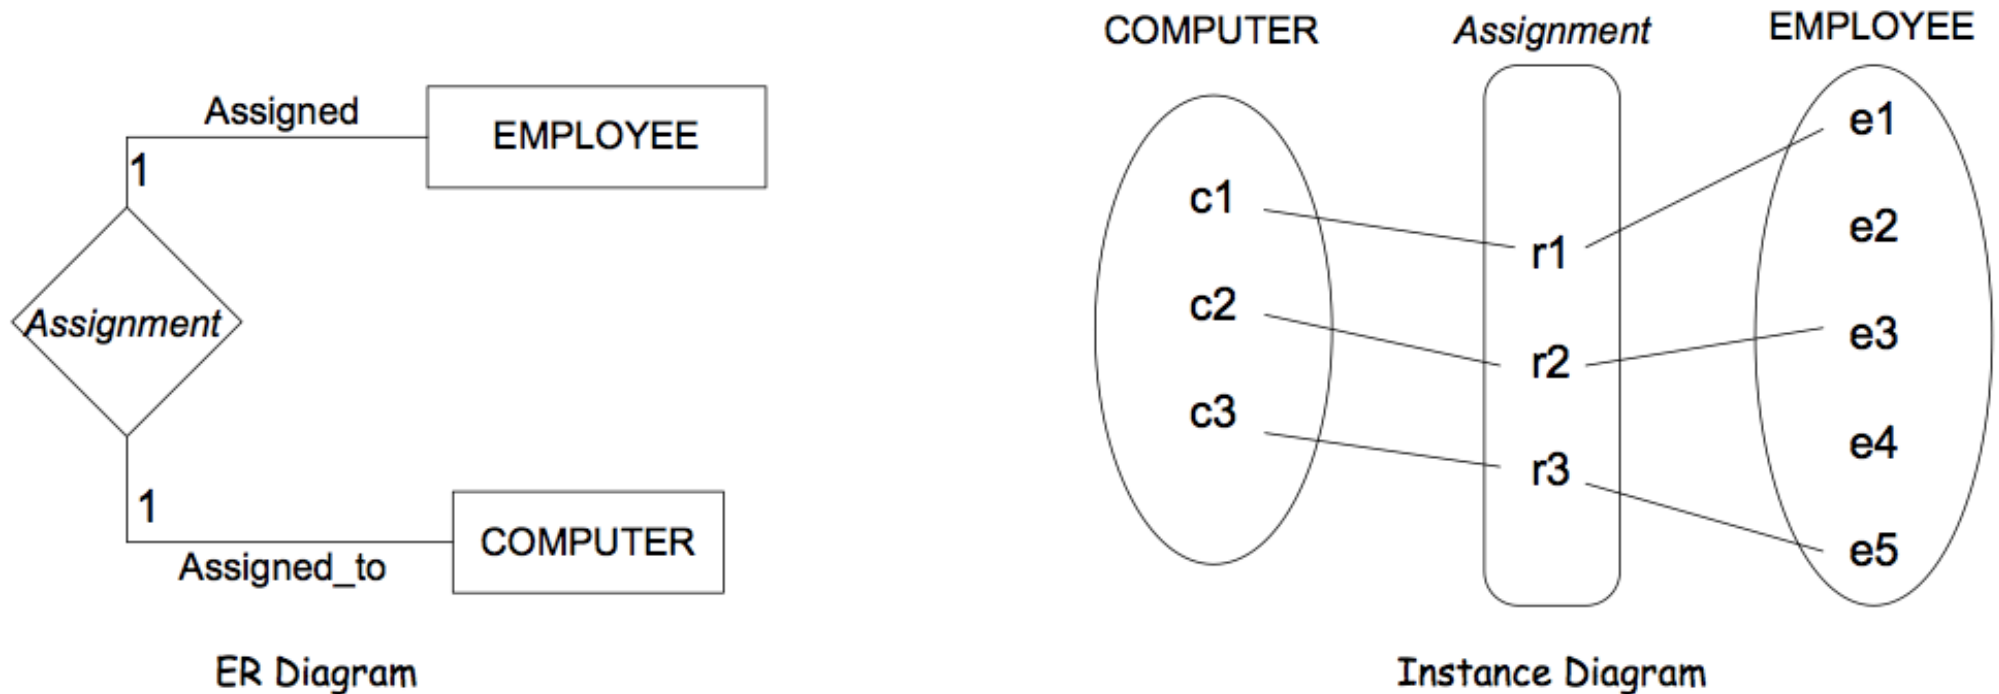 Assigned
EMPLOYEE
1
Assignment
1
COMPUTER
Assigned_to
ER Diagram
COMPUTER
Assignment
EMPLOYEE
c1
c2
c3
r1
r2
r3
e1
e2
e3
e4
e5
Instance Diagram